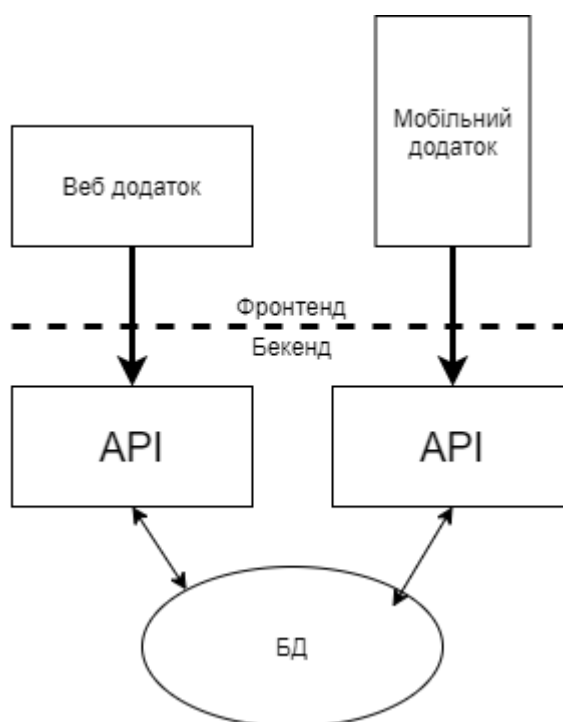 Мобільний
додаток
Веб додаток
Фронтенд
Бекенд
API
API
БД